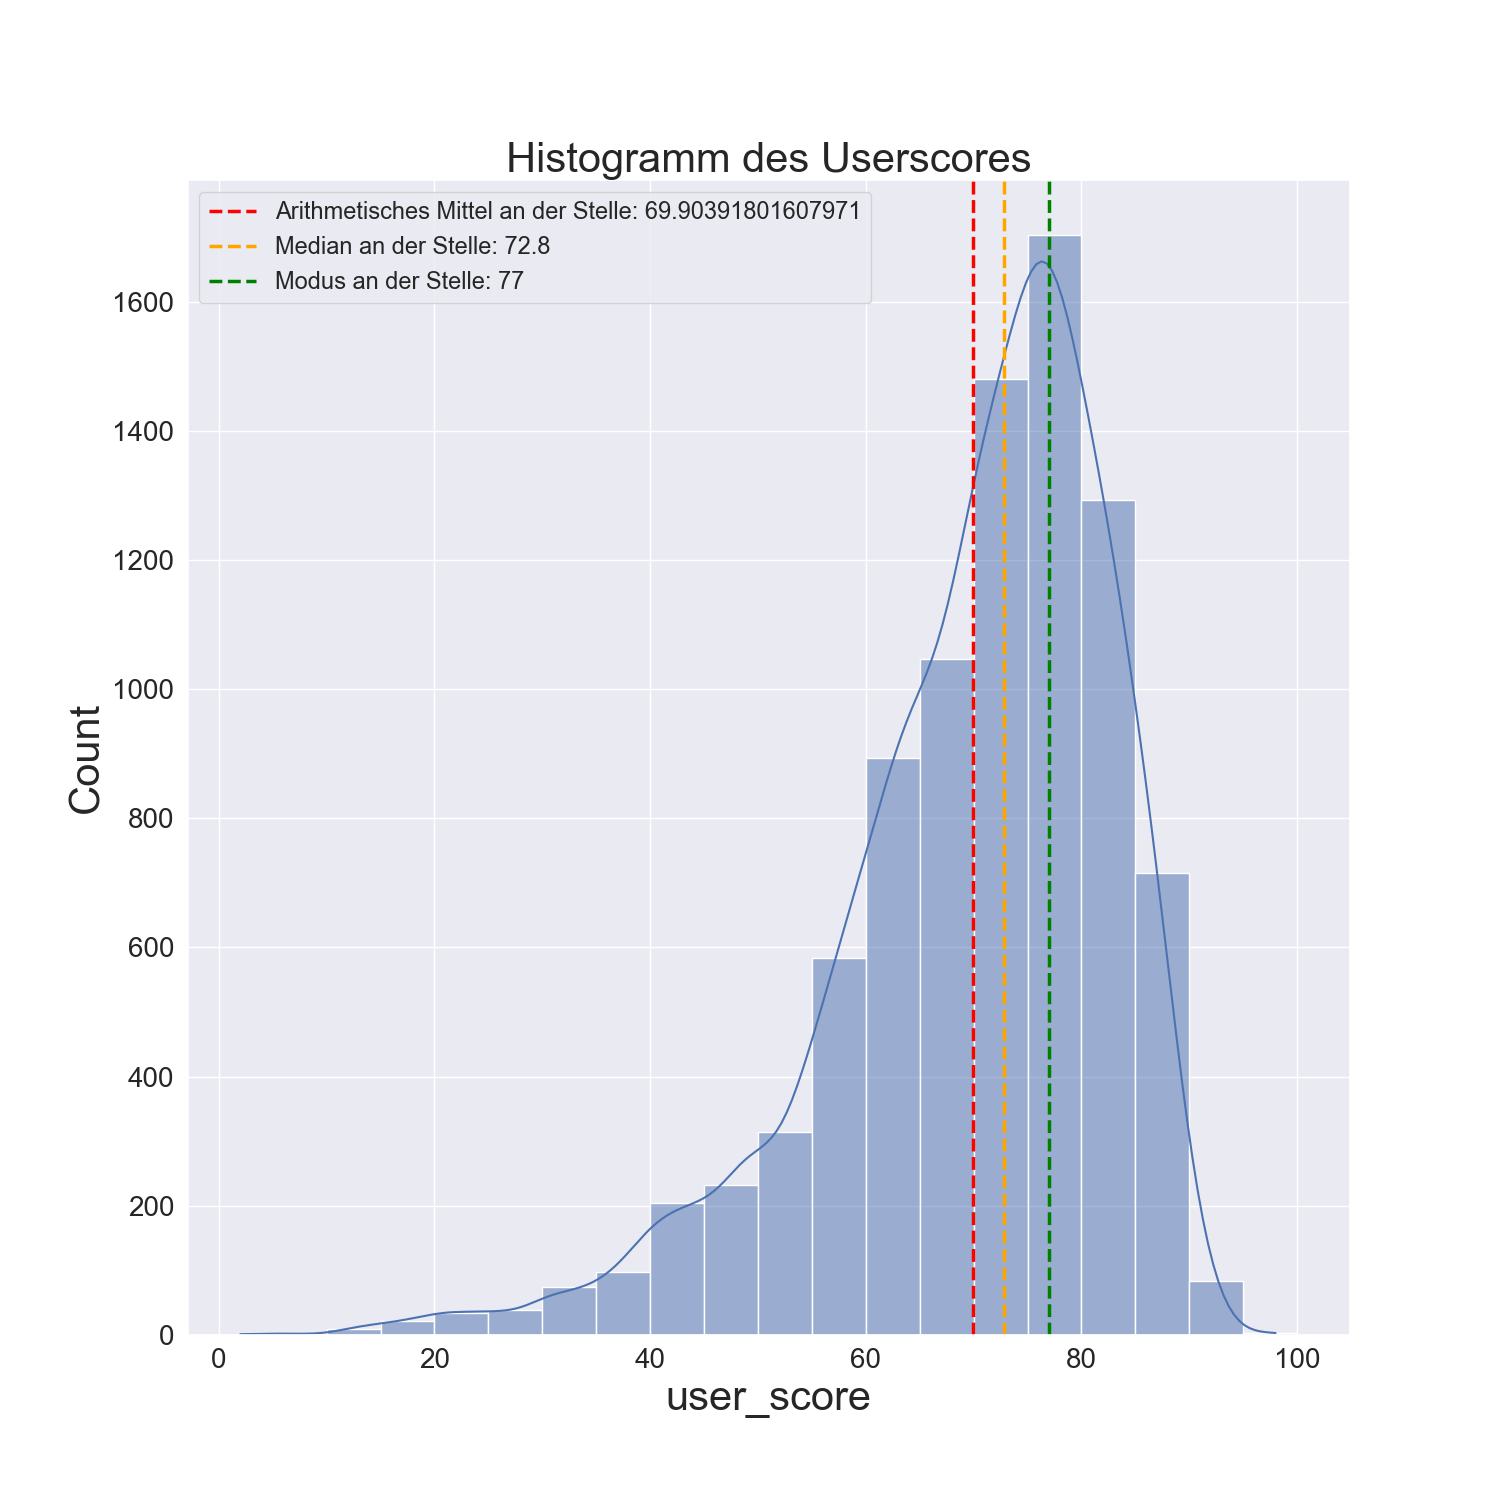 Histogramm des Userscores
Arithmetisches Mittel an der Stelle: 69.90391801607971
Median an der Stelle: 72.8
Modus an der Stelle: 77
1600
1400
1200
1000
800
600
400
200
0
Count
0 20 40 60 80 100
user_score